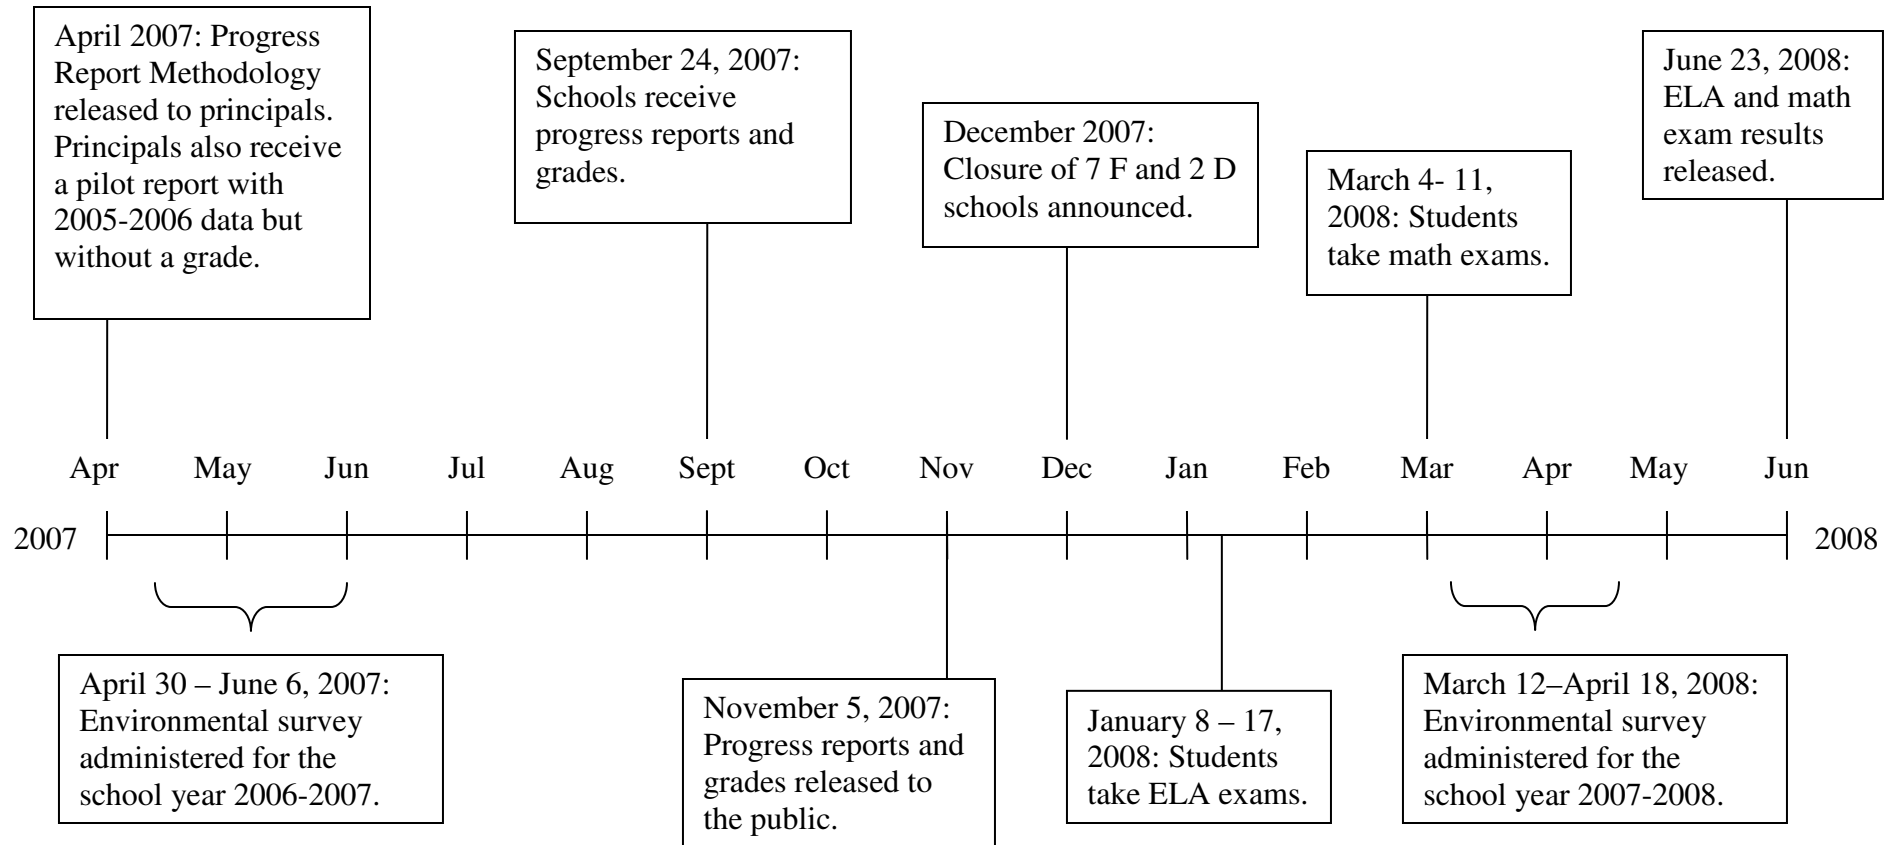 April 2007: Progress
Report Methodology
released to principals.
Principals also receive
a pilot report with
2005-2006 data but
without a grade.
September 24, 2007:
Schools receive
progress reports and
grades.
December 2007:
Closure of 7 F and 2 D
schools announced.
March 4- 11,
2008: Students
take math exams.
June 23, 2008:
ELA and math
exam results
released.
Apr May Jun Jul Aug Sept Oct Nov Dec Jan Feb Mar Apr May Jun
2007 2008
April 30 – June 6, 2007:
Environmental survey
administered for the
school year 2006-2007.
November 5, 2007:
Progress reports and
grades released to
the public.
January 8 – 17,
2008: Students
take ELA exams.
March 12–April 18, 2008:
Environmental survey
administered for the
school year 2007-2008.